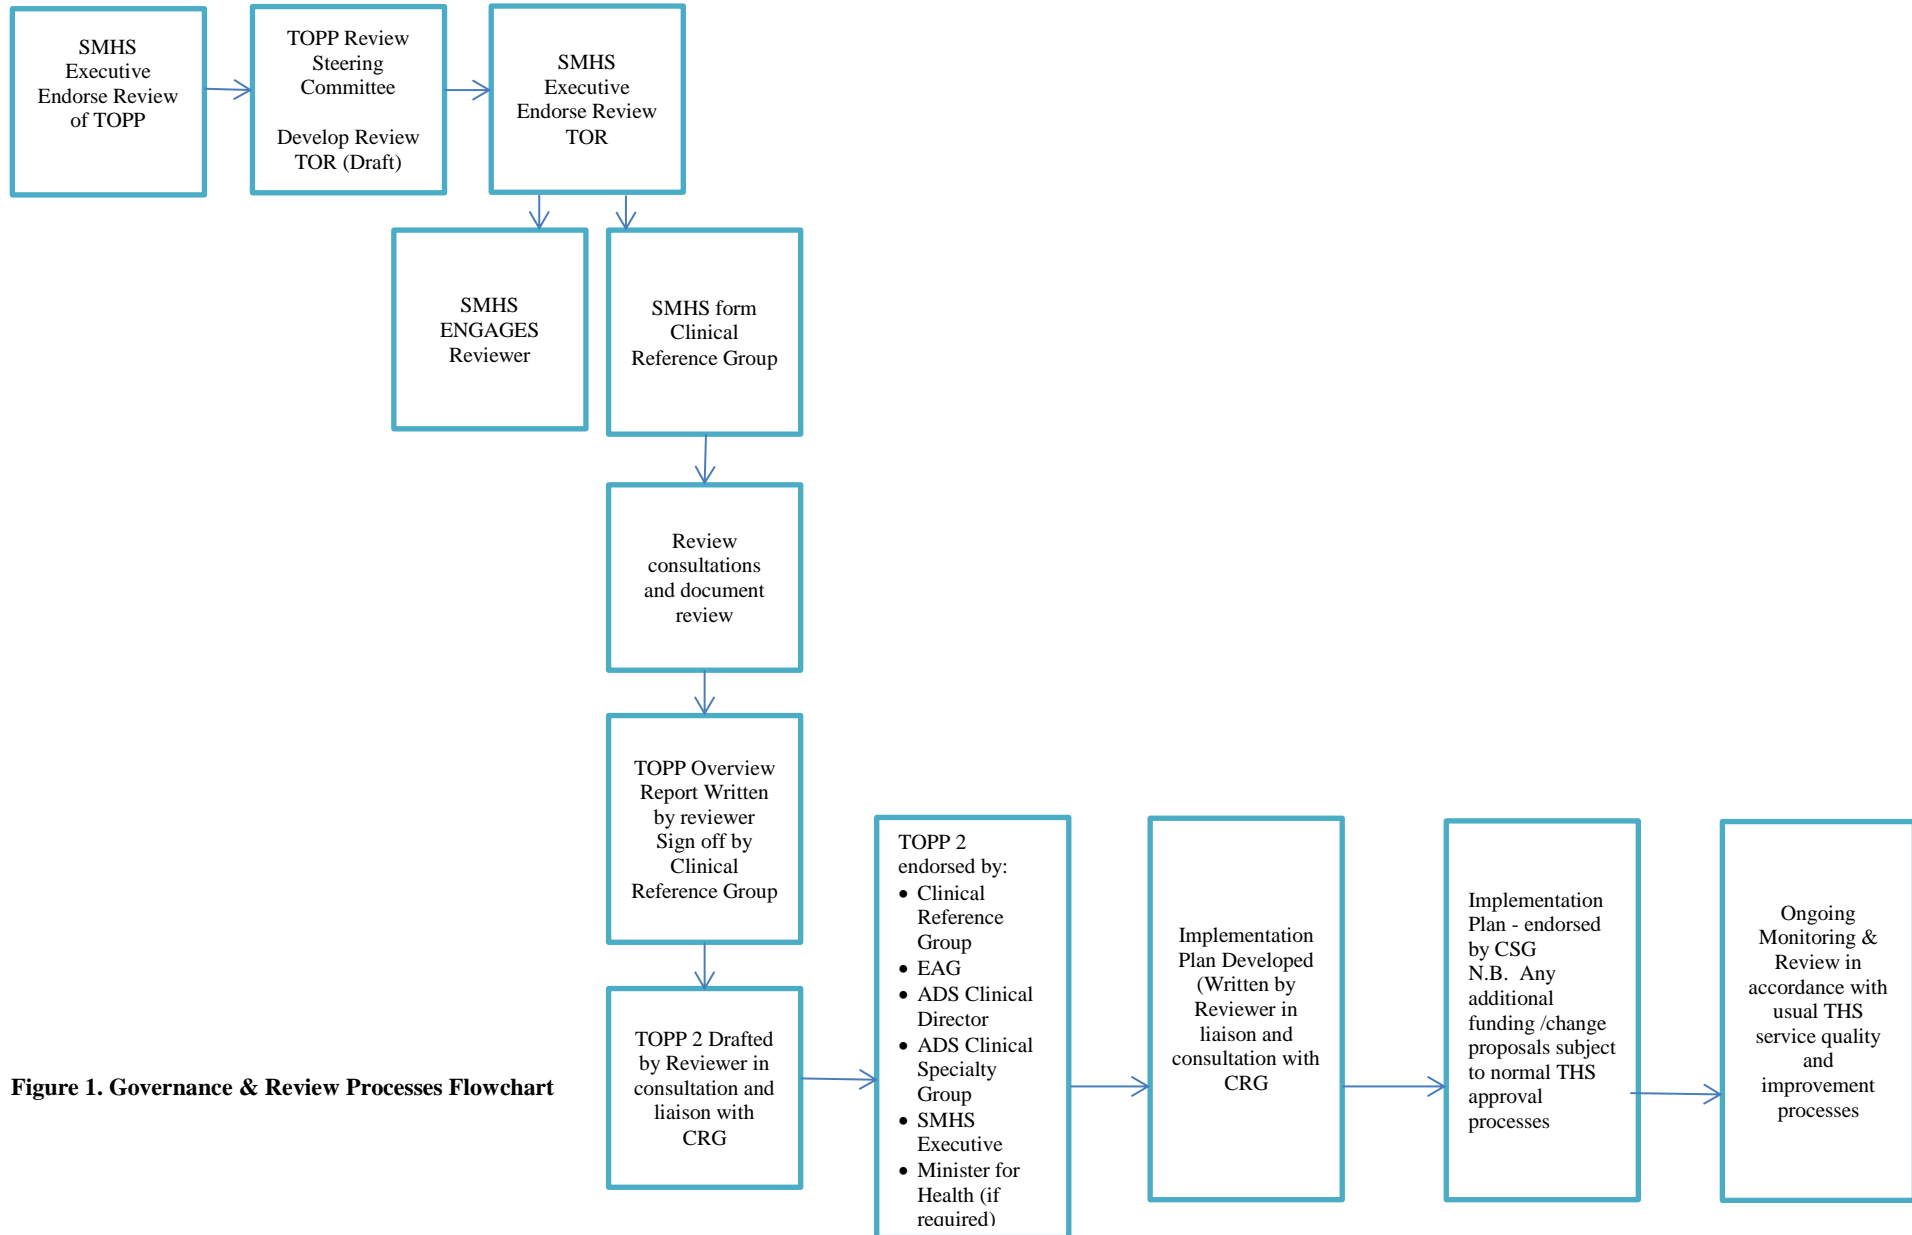 SMHS
Executive
Endorse Review
of TOPP
TOPP Review
Steering
Committee
Develop Review
TOR (Draft)
SMHS
Executive
Endorse Review
TOR
SMHS
ENGAGES
Reviewer
SMHS form
Clinical
Reference Group
Review
consultations
and document
review
TOPP Overview
Report Written
by reviewer
Sign off by
Clinical
Reference Group
TOPP 2 Drafted
by Reviewer in
consultation and
liaison with
CRG
TOPP 2
endorsed by:
• Clinical
Reference
Group
• EAG
• ADS Clinical
Director
• ADS Clinical
Specialty
Group
• SMHS
Executive
• Minister for
Health (if
required)
Implementation
Plan Developed
(Written by
Reviewer in
liaison and
consultation with
CRG
Implementation
Plan - endorsed
by CSG
N.B.  Any
additional
funding /change
proposals subject
to normal THS
approval
processes
Ongoing
Monitoring &
Review in
accordance with
usual THS
service quality
and
improvement
processes
Figure 1. Governance & Review Processes Flowchart